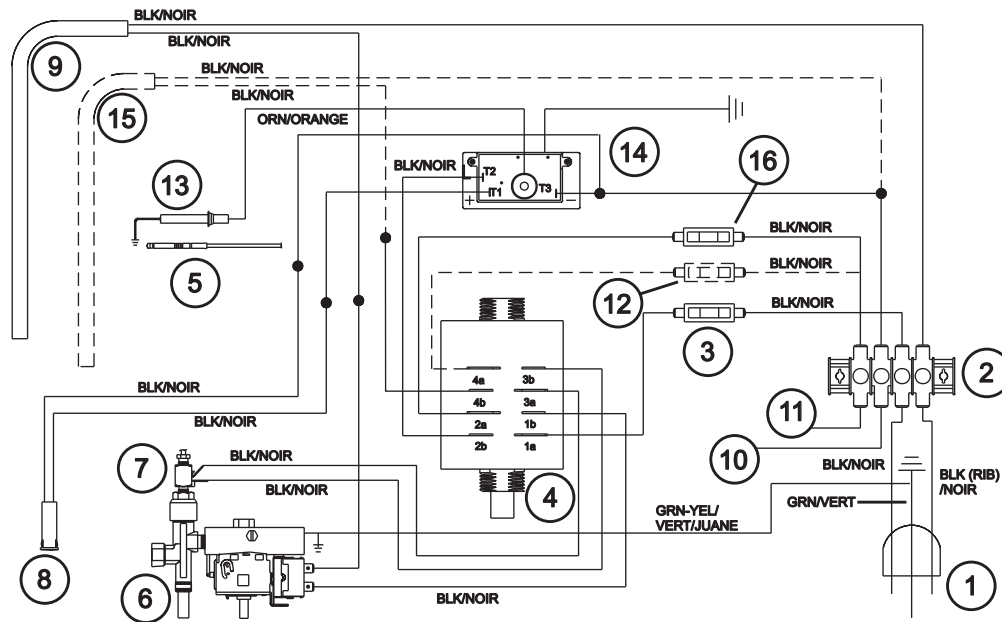 BLK/NOIR
BLK/NOIR
9
BLK/NOIR
BLK/NOIR
15
ORN/ORANGE
14
16
BLK/NOIR
T2
T1
T3
+
−
13
5
BLK/NOIR
BLK/NOIR
12
BLK/NOIR
3
2
4a
3b
4b
3a
2a
1b
2b
1a
BLK/NOIR
BLK/NOIR
11
10
7
BLK/NOIR
BLK/NOIR
4
BLK/NOIR
BLK (RIB)
/NOIR
GRN/VERT
GRN-YEL/
VERT/JUANE
8
6
BLK/NOIR
1